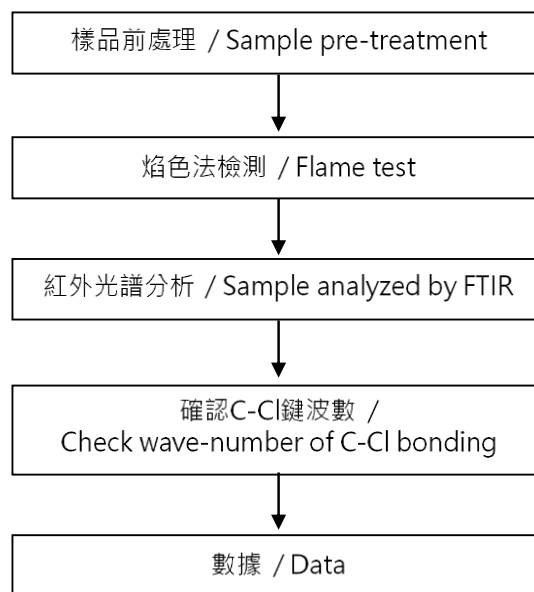 樣品前處理 / Sample pre-treatment
焰色法檢測 / Flame test
紅外光譜分析 / Sample analyzed by FTIR
確認C-Cl鍵波數 /
Check wave-number of C-Cl bonding
數據 / Data